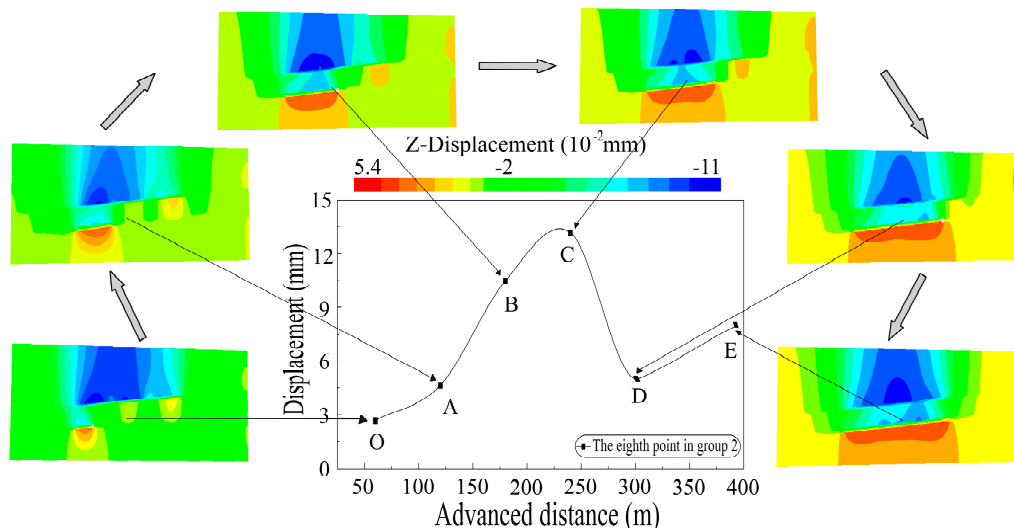 Z-Displacement (10⁻²mm)
5.4 -2 -11
Displacement (mm)
15
12
9
6
3
0
O
A
B
C
D
E
The eighth point in group 2
50 100 150 200 250 300 350 400
Advanced distance (m)